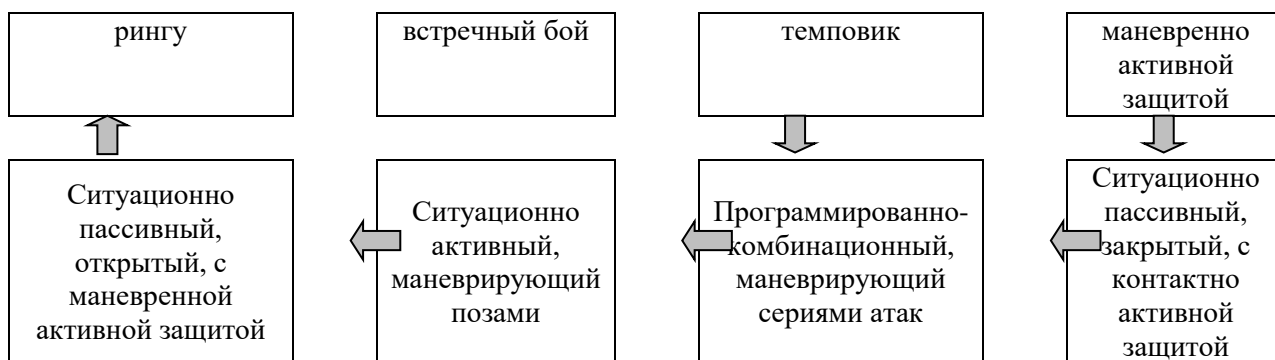 рингу
встречный бой
темповик
маневренно
активной
защитой
Ситуационно
пассивный,
открытый, с
маневренной
активной защитой
Ситуационно
активный,
маневрирующий
позами
Программированно-
комбинационный,
маневрирующий
сериями атак
Ситуационно
пассивный,
закрытый, с
контактно
активной
защитой